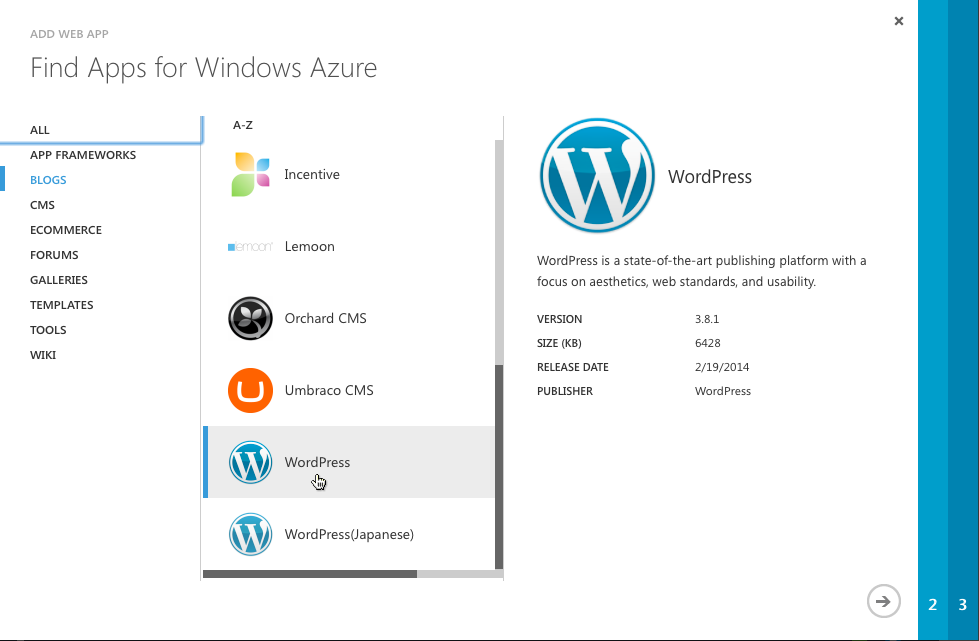 ADD WEB APP
Find Apps for Windows Azure
ALL
APP FRAMEWORKS
BLOGS
CMS
ECOMMERCE
FORUMS
GALLERIES
TEMPLATES
TOOLS
WIKI
A-Z
Incentive
lemoon
Lemoon
Orchard CMS
Umbraco CMS
WordPress
WordPress(Japanese)
WordPress
WordPress is a state-of-the-art publishing platform with a
focus on aesthetics, web standards, and usability.
VERSION 3.8.1
SIZE (KB) 6428
RELEASE DATE 2/19/2014
PUBLISHER WordPress
2 3